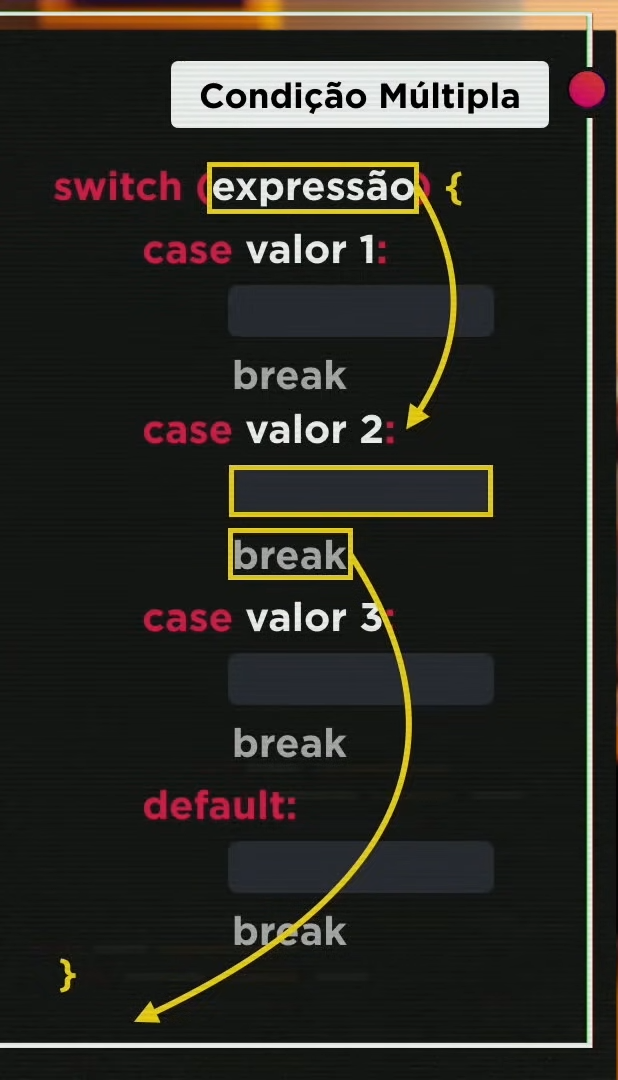 Condição Múltipla
switch (expressão) {
case valor 1:
break
case valor 2:
break
case valor 3:
break
default:
break
}